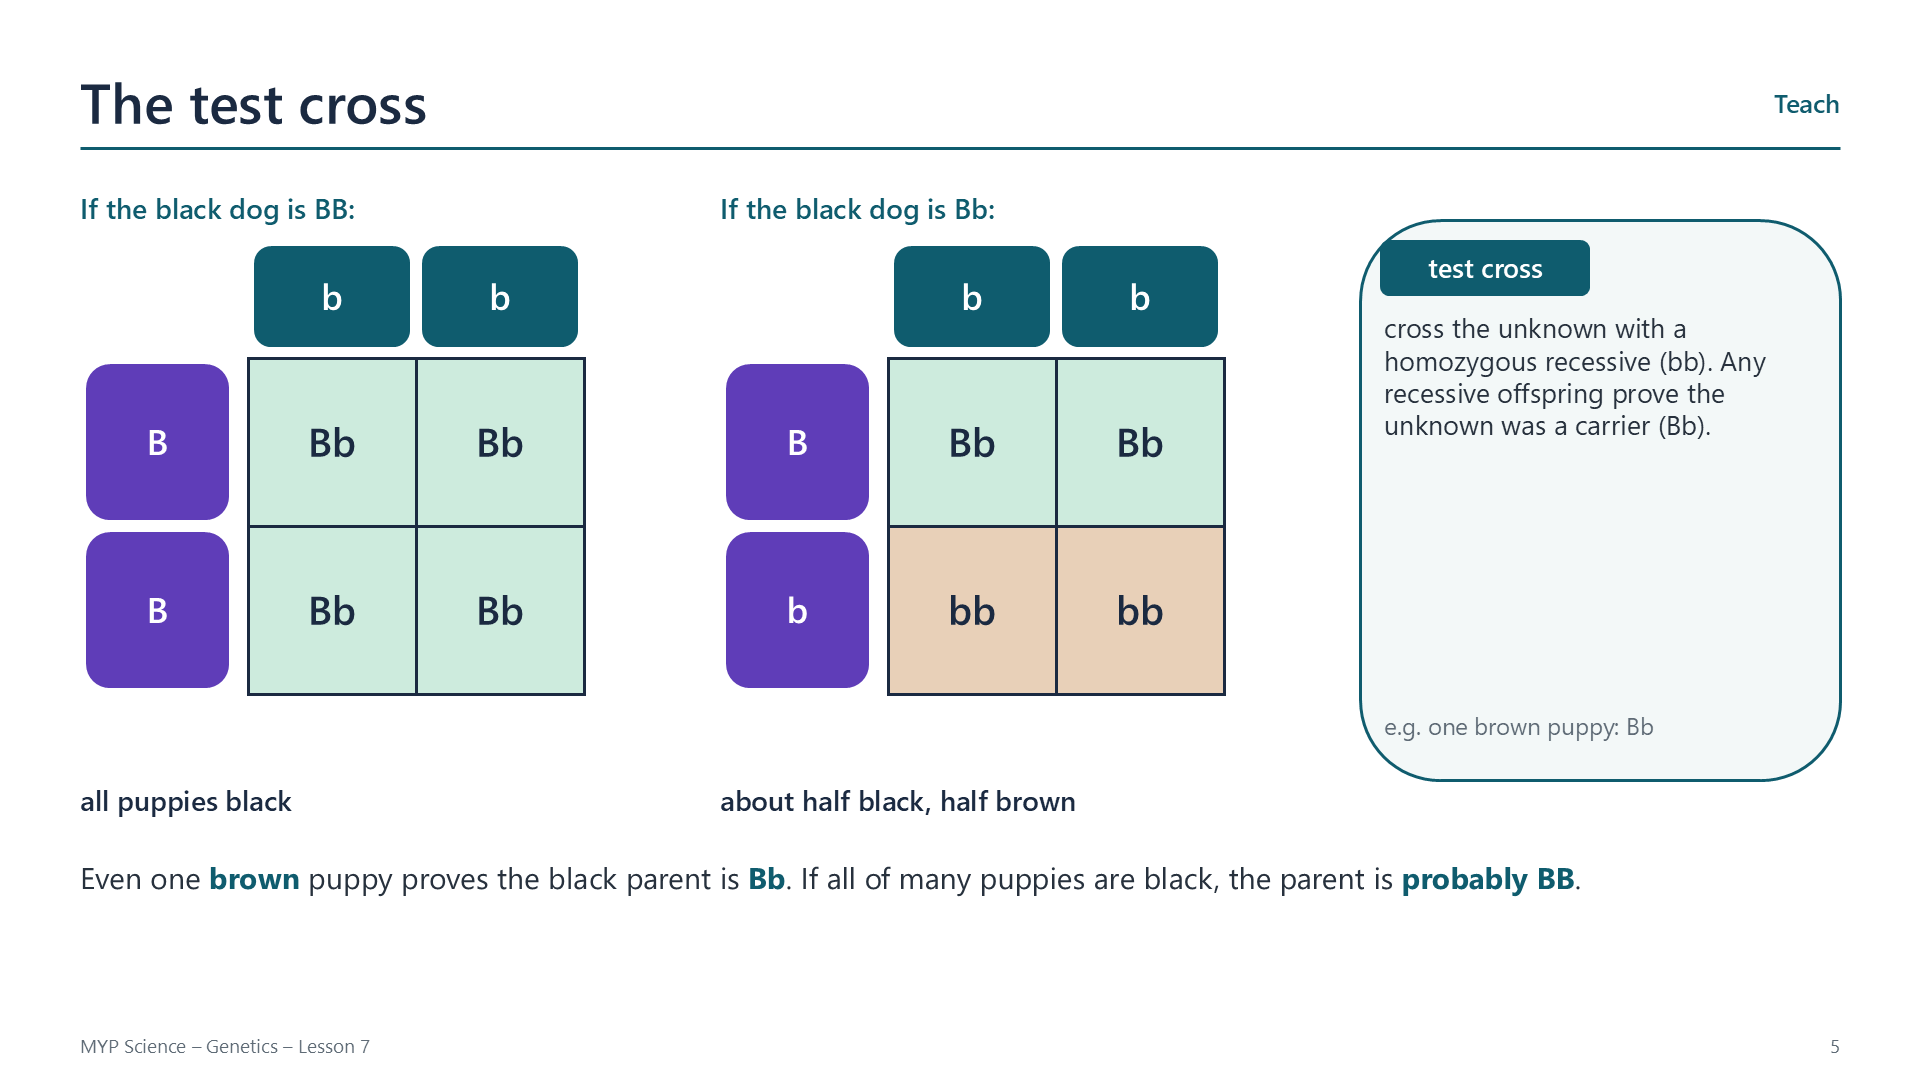 The test cross
Teach
If the black dog is BB:
b b
B Bb Bb
B Bb Bb
all puppies black
If the black dog is Bb:
b b
B Bb Bb
b bb bb
about half black, half brown
test cross
cross the unknown with a
homozygous recessive (bb). Any
recessive offspring prove the
unknown was a carrier (Bb).
e.g. one brown puppy: Bb
Even one brown puppy proves the black parent is Bb. If all of many puppies are black, the parent is probably BB.
MYP Science – Genetics – Lesson 7
5